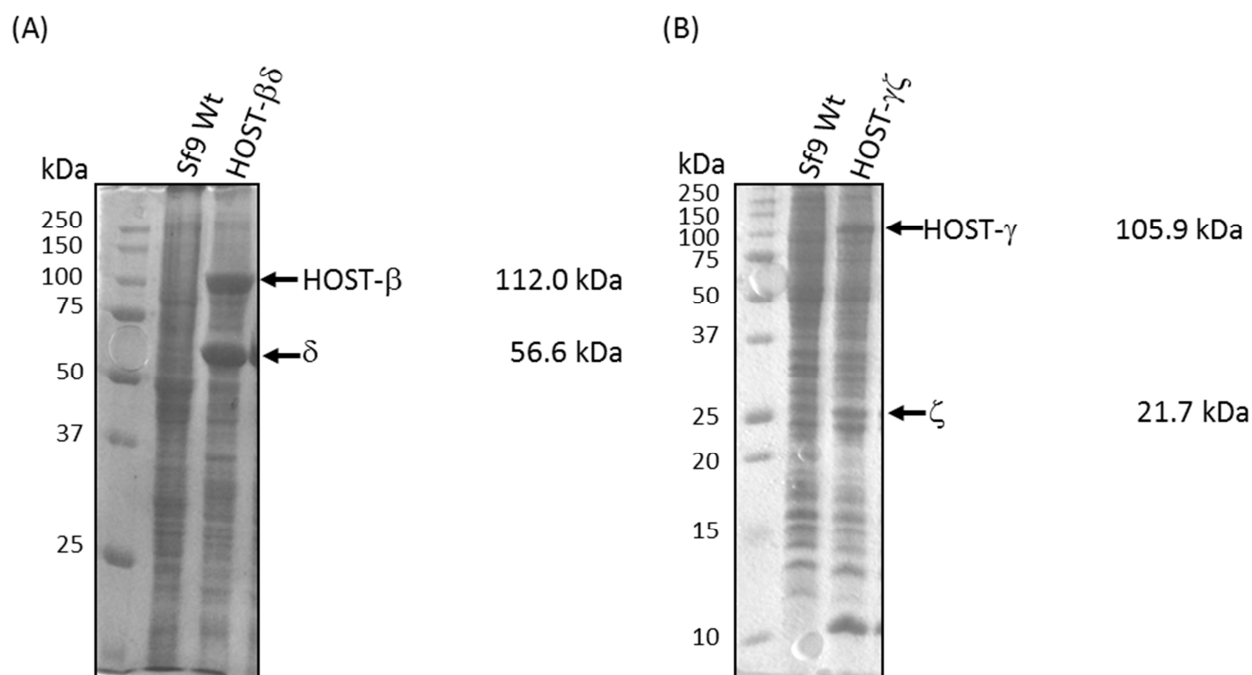 (A)
Sf9 Wt
HOST-βδ
kDa
250
150
100
75
50
37
25
HOST-β 112.0 kDa
δ 56.6 kDa
(B)
Sf9 Wt
HOST-γζ
kDa
250
150
100
75
50
37
25
20
15
10
HOST-γ 105.9 kDa
ζ 21.7 kDa